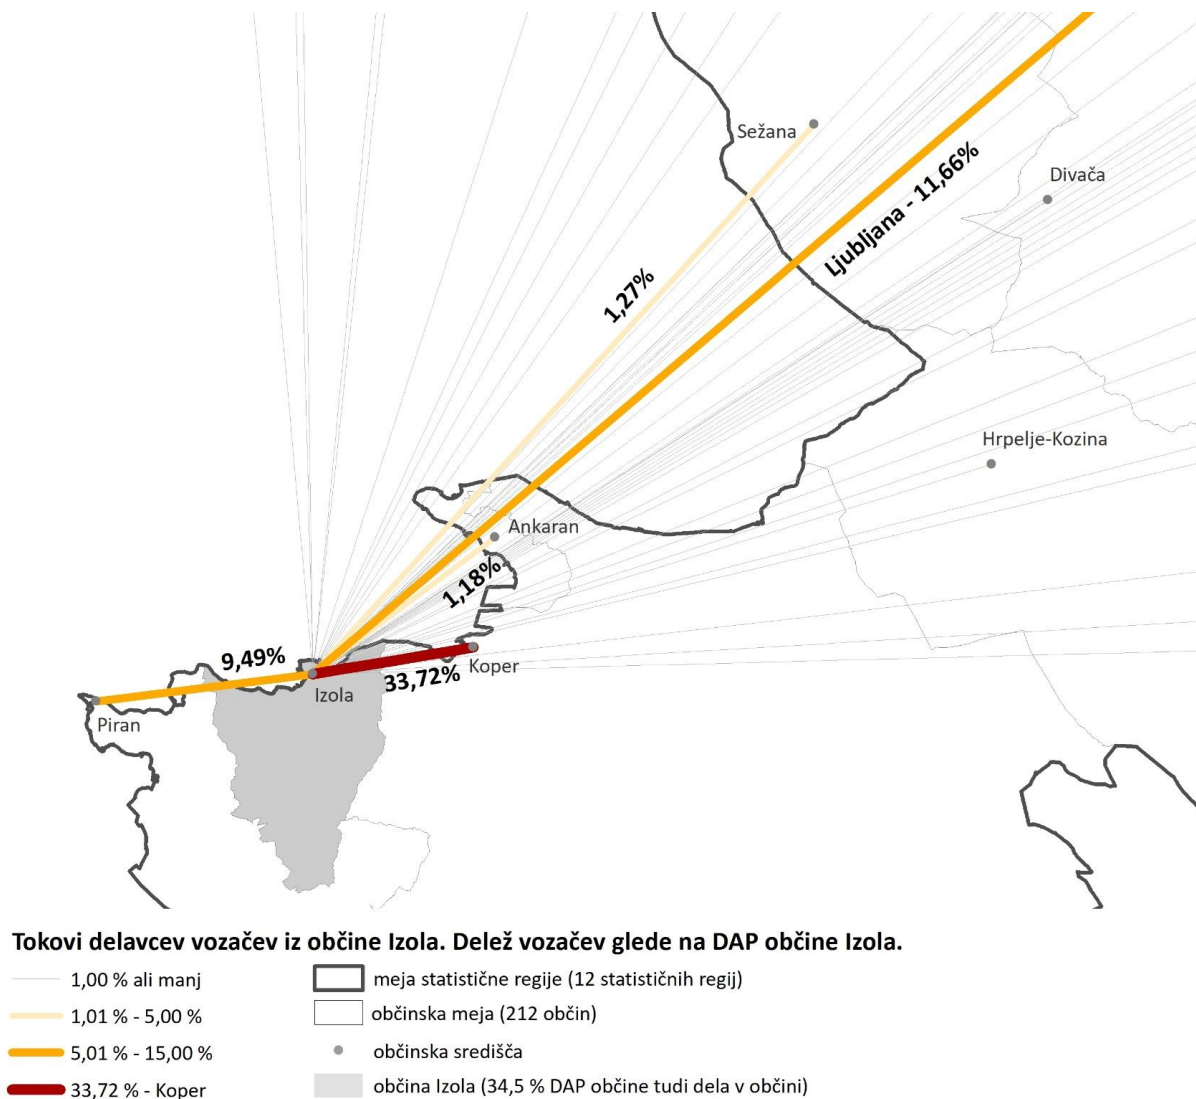 Sežana
Divača
Ljubljana - 11,66%
1,27%
Hrpelje-Kozina
Ankaran
1,18%
9,49%
Koper
33,72%
Izola
Piran
Tokovi delavcev vozačev iz občine Izola. Delež vozačev glede na DAP občine Izola.
1,00 % ali manj
1,01 % - 5,00 %
5,01 % - 15,00 %
33,72 % - Koper
meja statistične regije (12 statističnih regij)
občinska meja (212 občin)
občinska središča
občina Izola (34,5 % DAP občine tudi dela v občini)